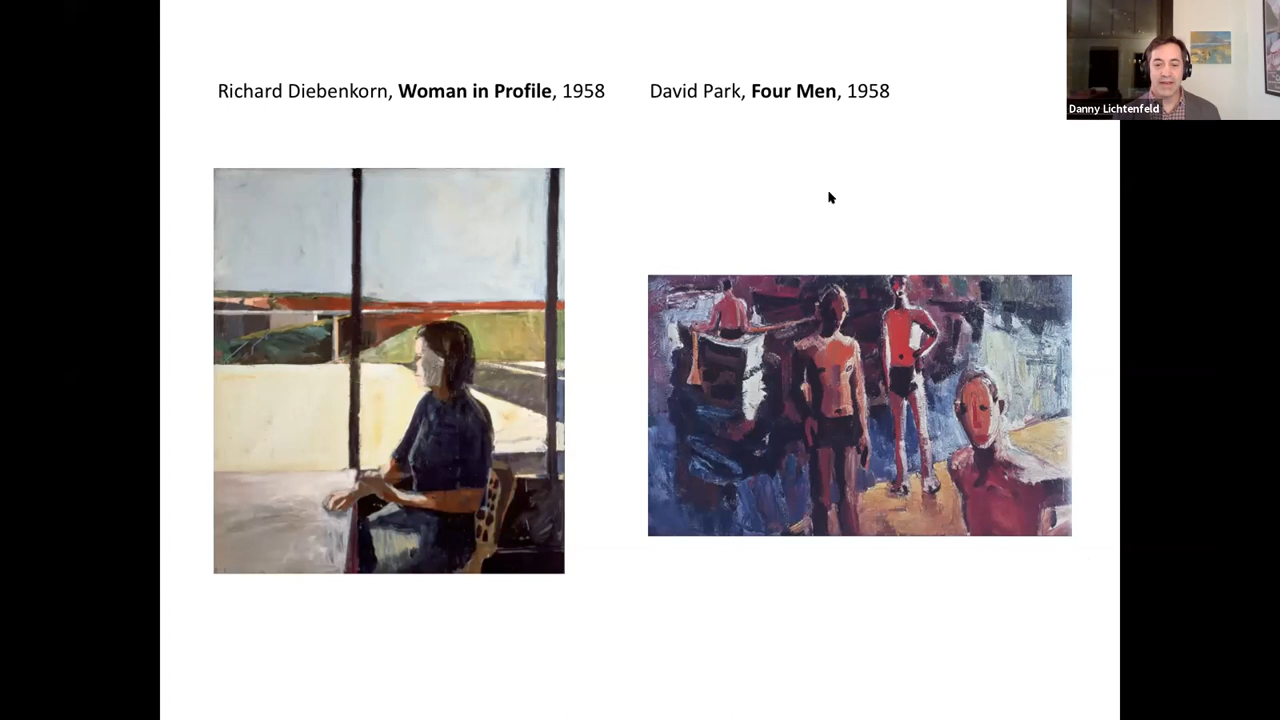 Richard Diebenkorn, Woman in Profile, 1958
David Park, Four Men, 1958
Danny Lichtenfeld